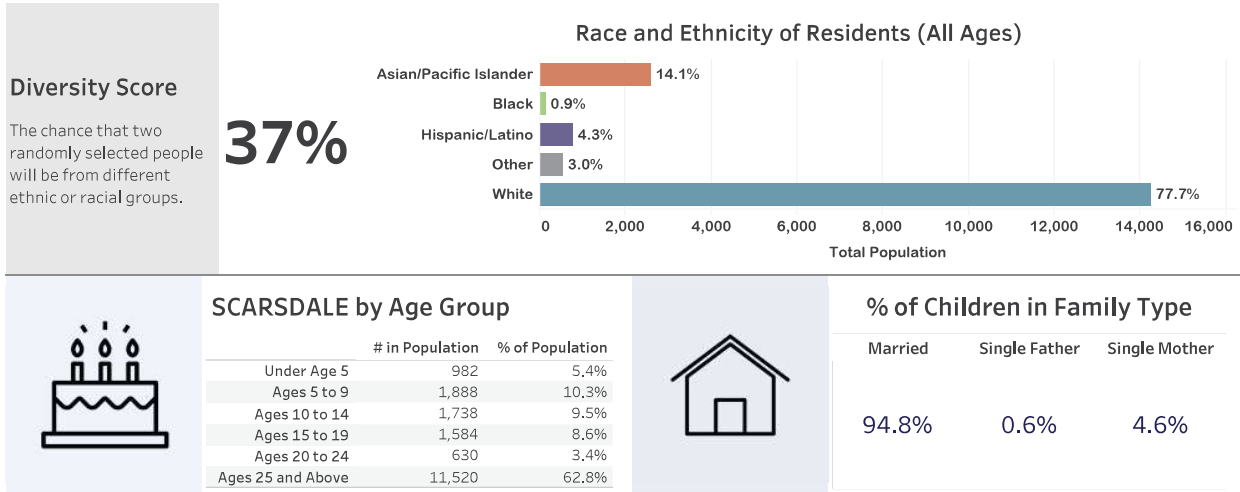 Diversity Score
The chance that two
randomly selected people
will be from different
ethnic or racial groups.
37%
Race and Ethnicity of Residents (All Ages)
Asian/Pacific Islander 14.1%
Black 0.9%
Hispanic/Latino 4.3%
Other 3.0%
White 77.7%
0 2,000 4,000 6,000 8,000 10,000 12,000 14,000 16,000
Total Population
SCARSDALE by Age Group
# in Population % of Population
Under Age 5 982 5.4%
Ages 5 to 9 1,888 10.3%
Ages 10 to 14 1,738 9.5%
Ages 15 to 19 1,584 8.6%
Ages 20 to 24 630 3.4%
Ages 25 and Above 11,520 62.8%
% of Children in Family Type
Married Single Father Single Mother
94.8% 0.6% 4.6%